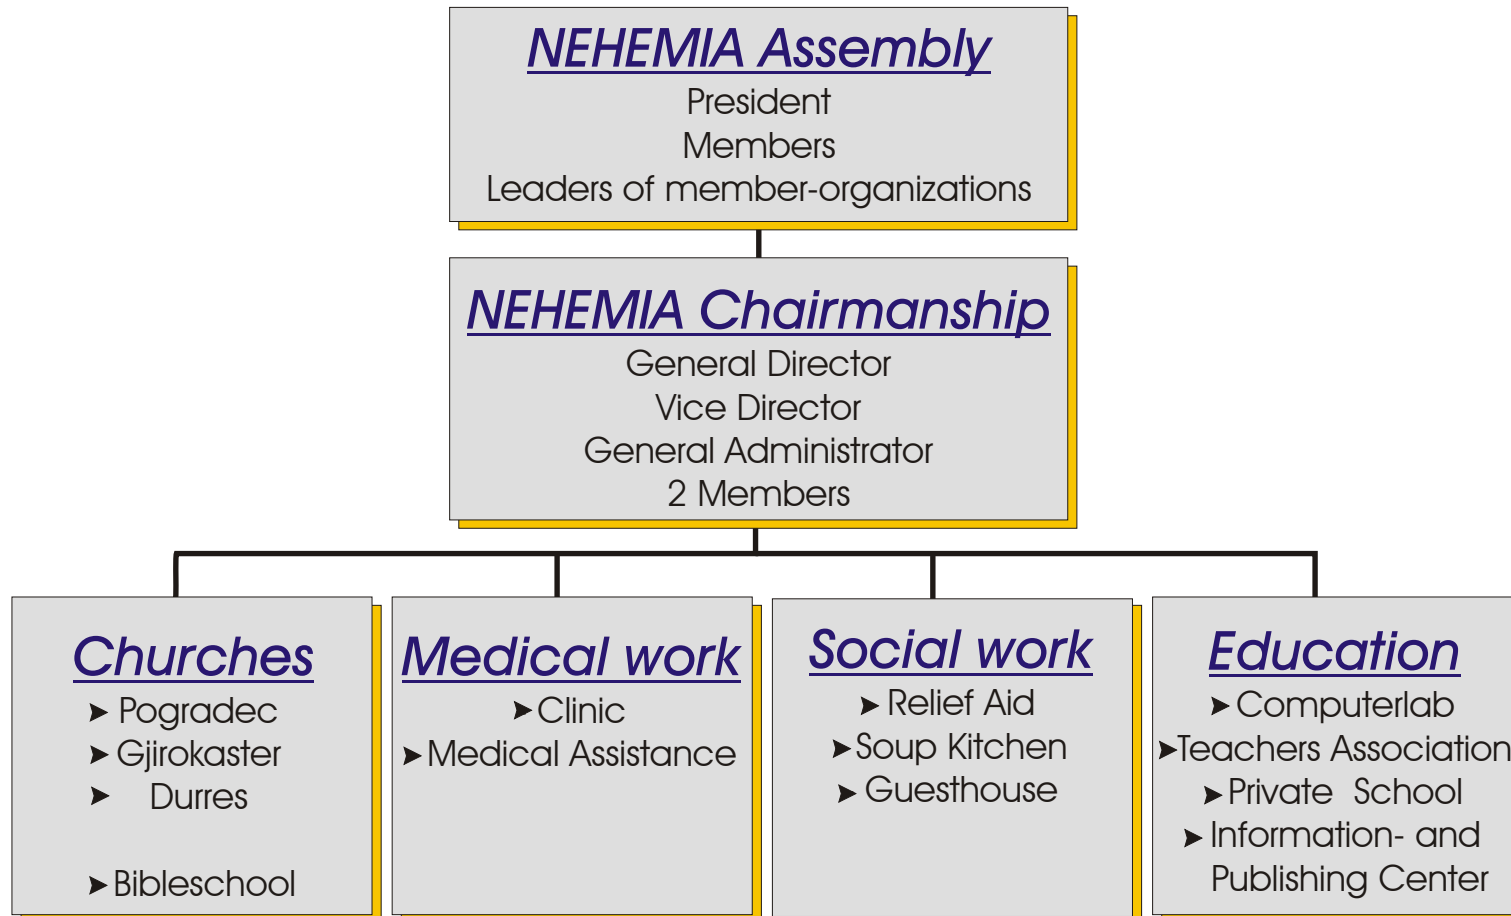 NEHEMIA Assembly
President
Members
Leaders of member-organizations
NEHEMIA Chairmanship
General Director
Vice Director
General Administrator
2 Members
Churches
➤ Pogradec
➤ Gjirokaster
➤ Durres
➤ Bibleschool
Medical work
➤ Clinic
➤ Medical Assistance
Social work
➤ Relief Aid
➤ Soup Kitchen
➤ Guesthouse
Education
➤ Computerlab
➤ Teachers Association
➤ Private School
➤ Information- and
Publishing Center